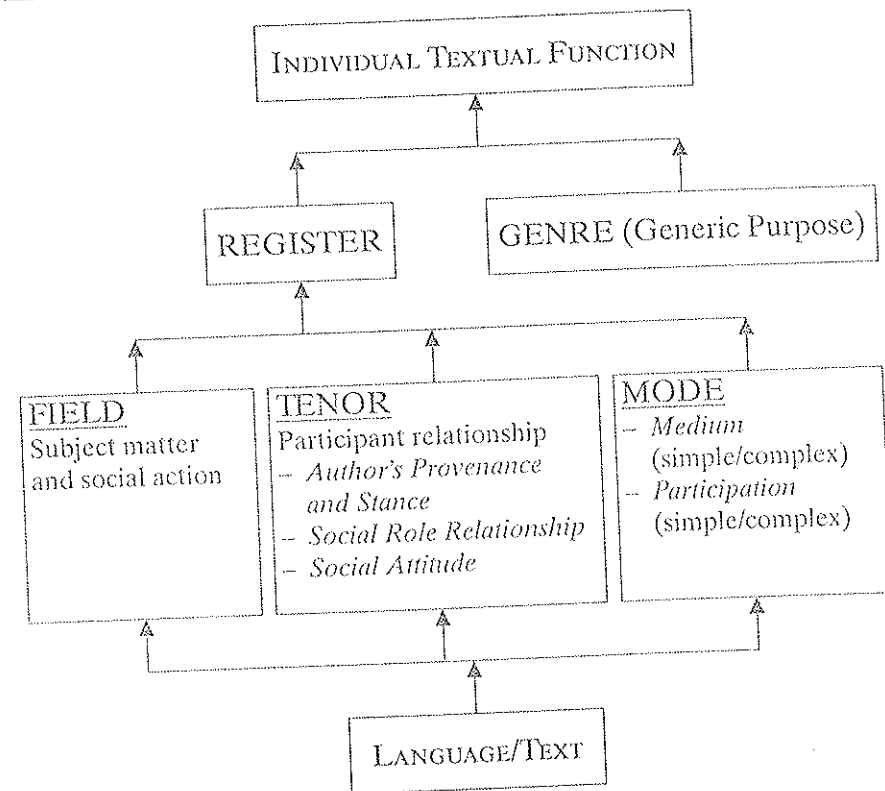 INDIVIDUAL TEXTUAL FUNCTION
REGISTER
GENRE (Generic Purpose)
FIELD
Subject matter
and social action
TENOR
Participant relationship
– Author's Provenance
and Stance
– Social Role Relationship
– Social Attitude
MODE
– Medium
(simple/complex)
– Participation
(simple/complex)
LANGUAGE/TEXT